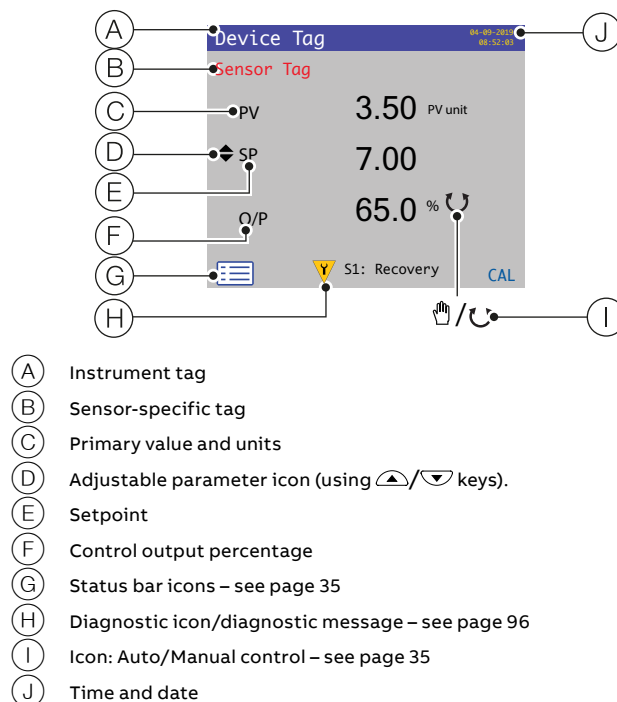 A
Device Tag
04-09-2019
08:52:03
J
B
Sensor Tag
C
PV
3.50 PV unit
D
SP
7.00
E
O/P
65.0 %
F
G
S1: Recovery
CAL
H
/
I
A Instrument tag
B Sensor-specific tag
C Primary value and units
D Adjustable parameter icon (using / keys).
E Setpoint
F Control output percentage
G Status bar icons – see page 35
H Diagnostic icon/diagnostic message – see page 96
I Icon: Auto/Manual control – see page 35
J Time and date